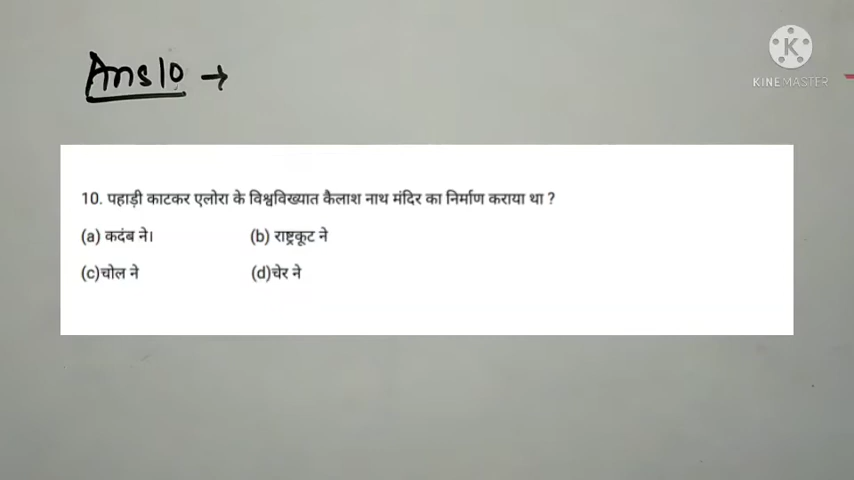 Ans 10 →
K
KINEMASTER
10. पहाड़ी काटकर एलोरा के विश्वविख्यात कैलाश नाथ मंदिर का निर्माण कराया था ?
(a) कदंब ने। (b) राष्ट्रकूट ने
(c)चोल ने (d)चेर ने